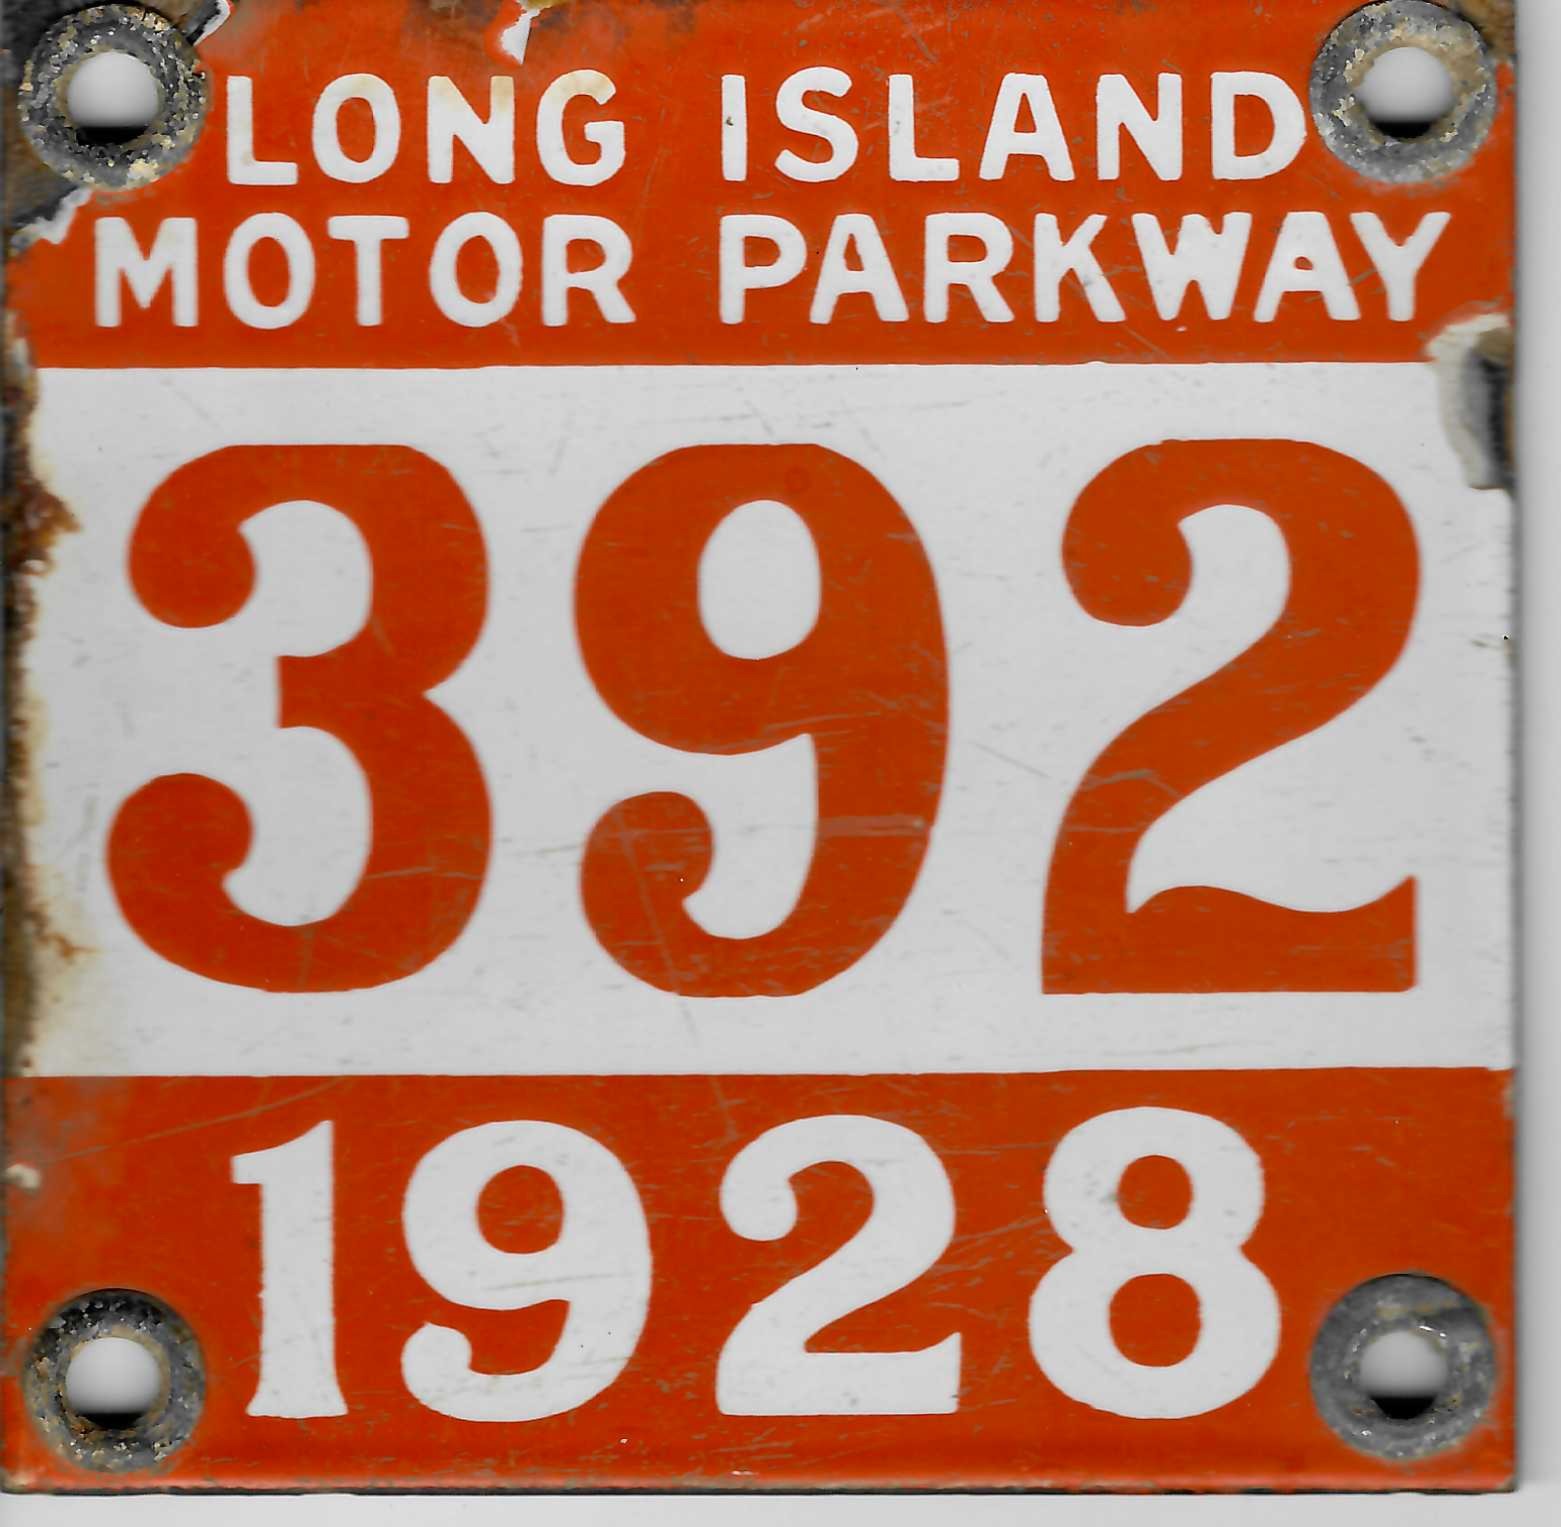 LONG ISLAND
MOTOR PARKWAY
392
1928